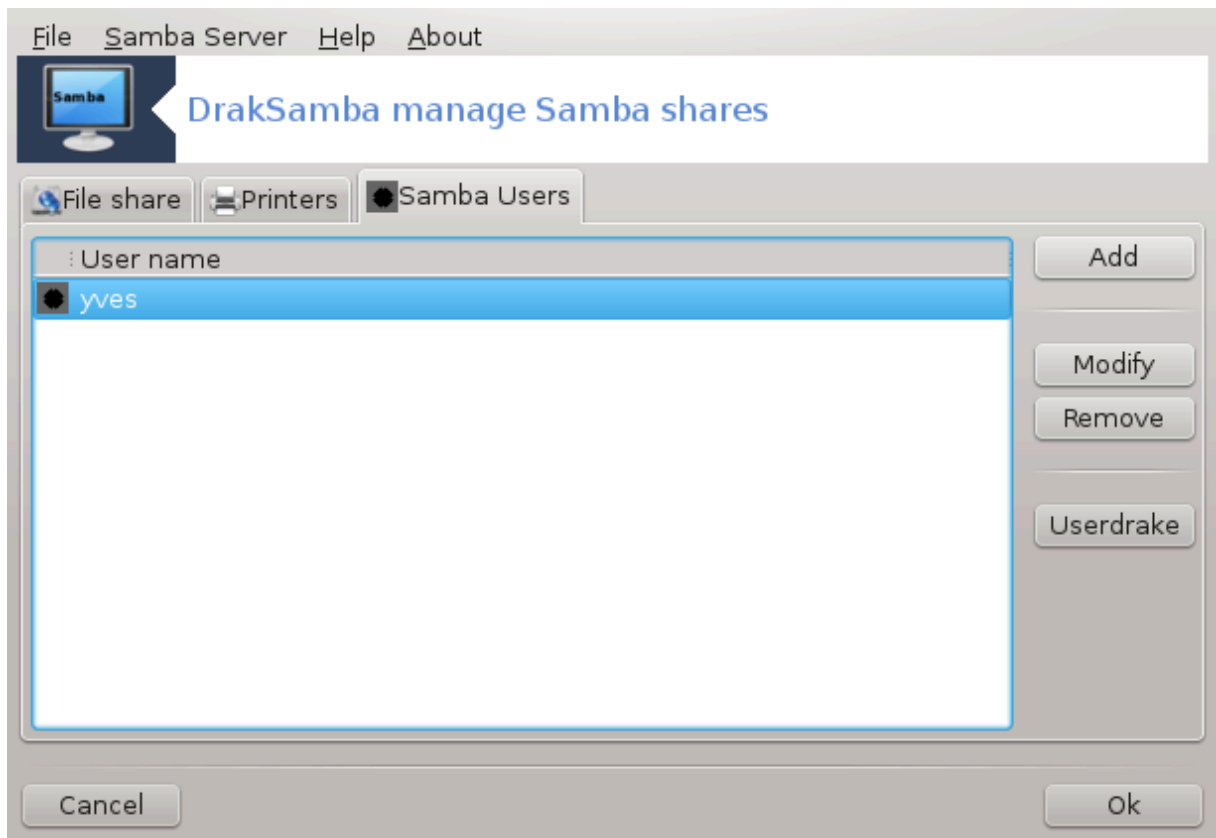 File Samba Server Help About
Samba
DrakSamba manage Samba shares
File share Printers Samba Users
User name
Add
yves
Modify
Remove
Userdrake
Cancel Ok